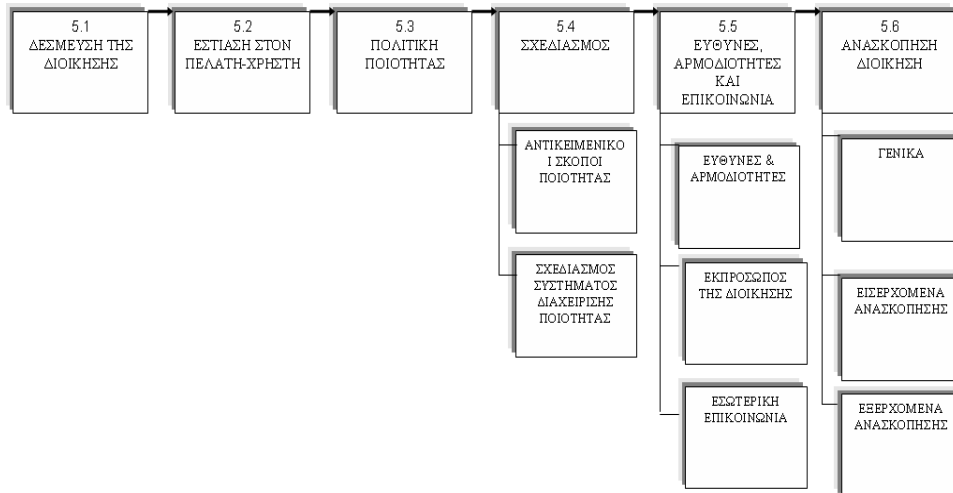 5.1
ΔΕΣΜΕΥΣΗ ΤΗΣ
ΔΙΟΙΚΗΣΗΣ
5.2
ΕΣΤΙΑΣΗ ΣΤΟΝ
ΠΕΛΑΤΗ-ΧΡΗΣΤΗ
5.3
ΠΟΛΙΤΙΚΗ
ΠΟΙΟΤΗΤΑΣ
5.4
ΣΧΕΔΙΑΣΜΟΣ
5.5
ΕΥΘΥΝΕΣ,
ΑΡΜΟΔΙΟΤΗΤΕΣ
ΚΑΙ
ΕΠΙΚΟΙΝΩΝΙΑ
5.6
ΑΝΑΣΚΟΠΗΣΗ
ΔΙΟΙΚΗΣΗ
ΑΝΤΙΚΕΙΜΕΝΙΚΟ
Ι ΣΚΟΠΟΙ
ΠΟΙΟΤΗΤΑΣ
ΣΧΕΔΙΑΣΜΟΣ
ΣΥΣΤΗΜΑΤΟΣ
ΔΙΑΧΕΙΡΙΣΗΣ
ΠΟΙΟΤΗΤΑΣ
ΕΥΘΥΝΕΣ &
ΑΡΜΟΔΙΟΤΗΤΕΣ
ΕΚΠΡΟΣΩΠΟΣ
ΤΗΣ ΔΙΟΙΚΗΣΗΣ
ΕΣΩΤΕΡΙΚΗ
ΕΠΙΚΟΙΝΩΝΙΑ
ΓΕΝΙΚΑ
ΕΙΣΕΡΧΟΜΕΝΑ
ΑΝΑΣΚΟΠΗΣΗΣ
ΕΞΕΡΧΟΜΕΝΑ
ΑΝΑΣΚΟΠΗΣΗΣ